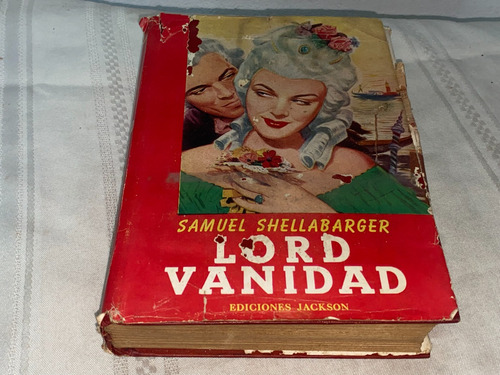 SAMUEL SHELLABARGER
LORD
VANIDAD
EDICIONES JACKSON